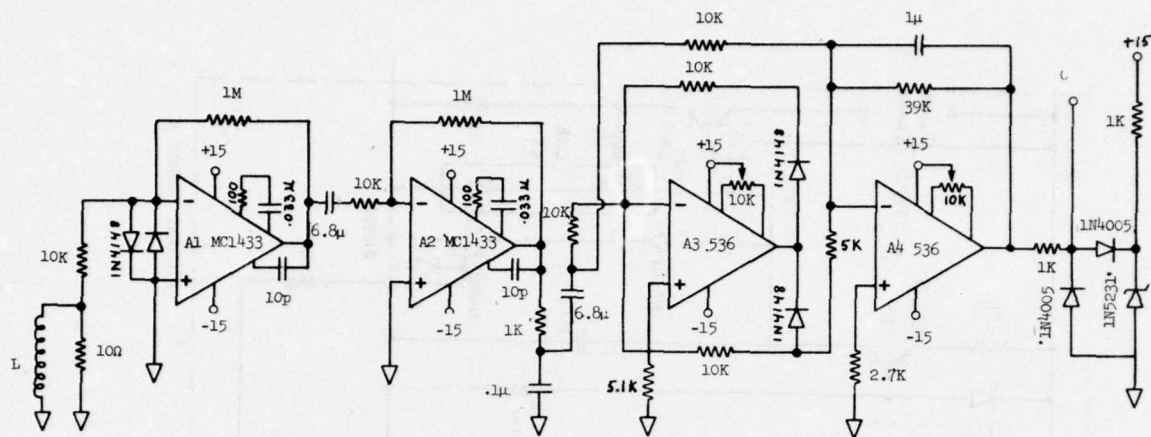 10K
1μ
+15
10K
1M
1M
39K
1K
+15
+15
+15
+15
100
.033μ
100
.033μ
10K
1N4148
10K
6.8μ
10K
10K
1N4148
A1 MC1433
A2 MC1433
A3 536
5K
A4 536
1N4005
10K
1K
10p
10p
6.8μ
1N4148
1N4005
1N5231
-15
-15
1K
-15
-15
10Ω
L
10K
2.7K
.1μ
5.1K